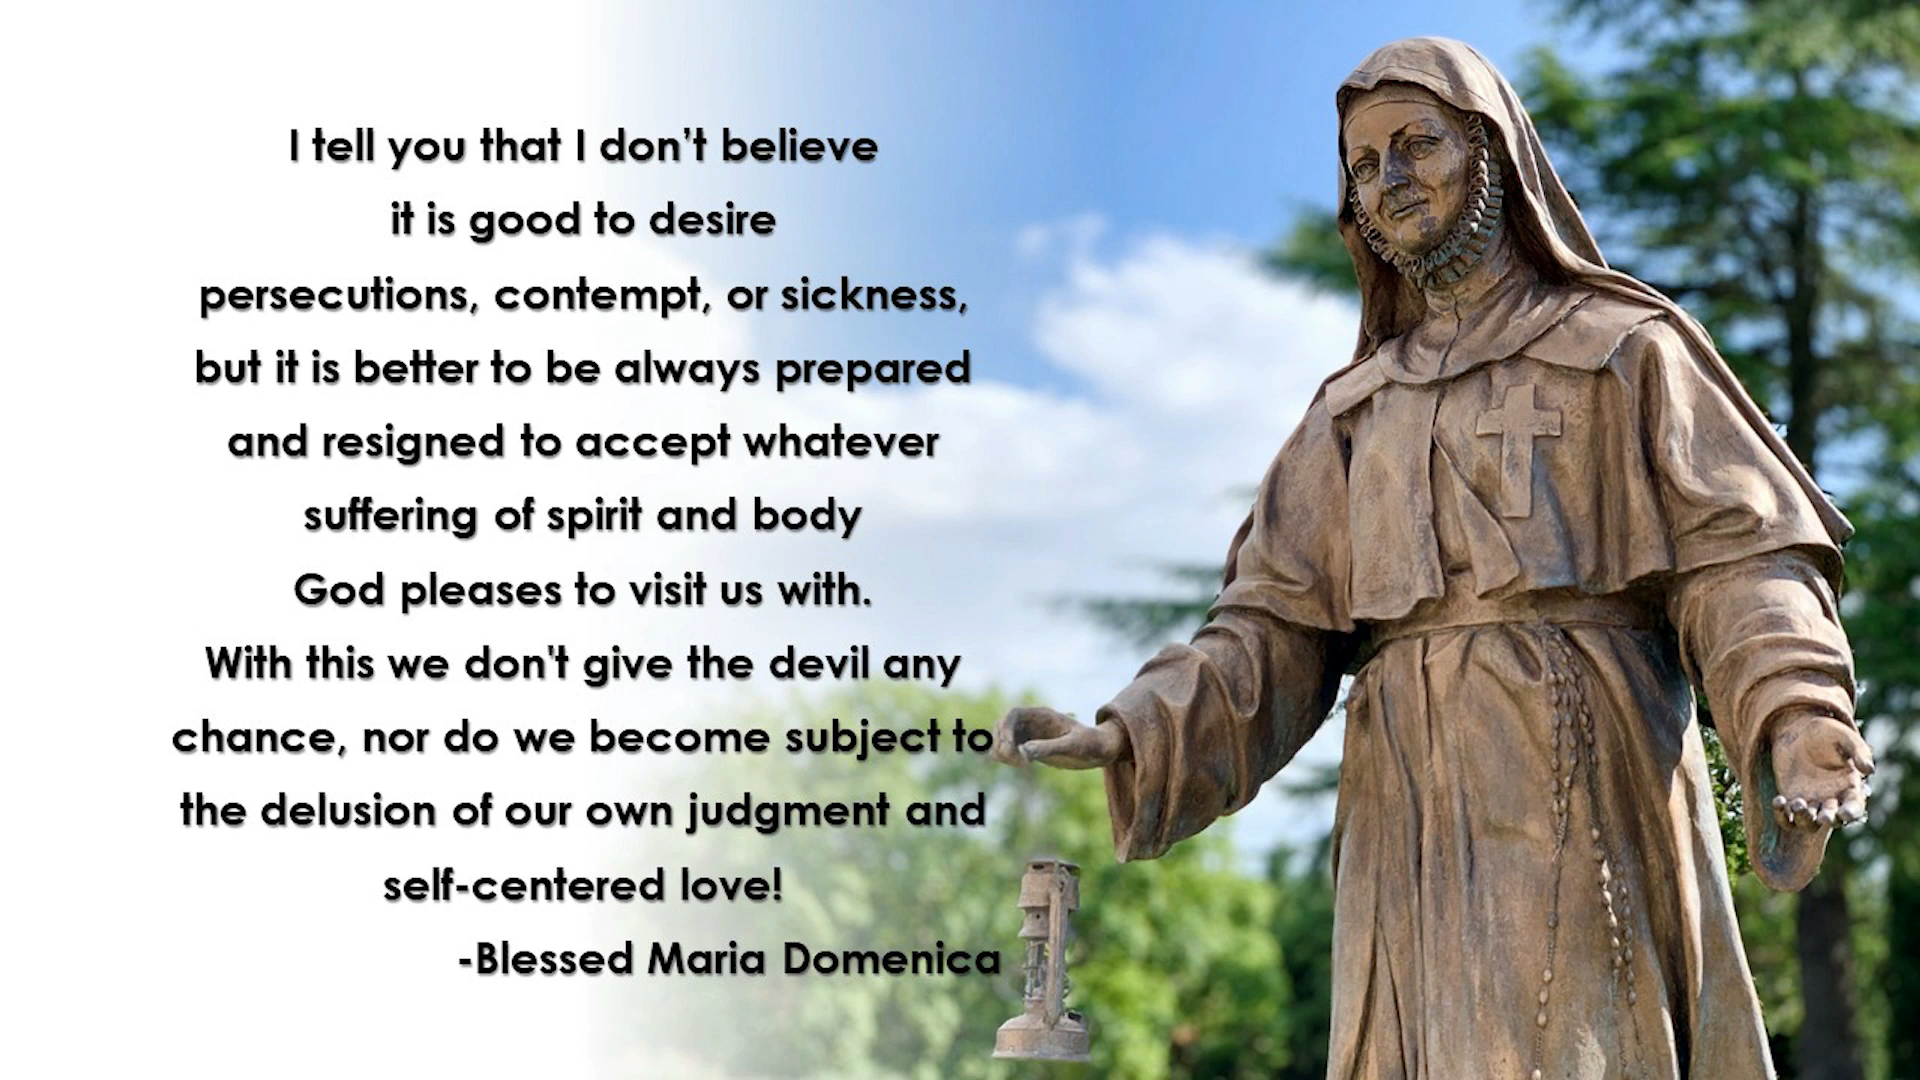 I tell you that I don’t believe
it is good to desire
persecutions, contempt, or sickness,
but it is better to be always prepared
and resigned to accept whatever
suffering of spirit and body
God pleases to visit us with.
With this we don't give the devil any
chance, nor do we become subject to
the delusion of our own judgment and
self-centered love!
-Blessed Maria Domenica